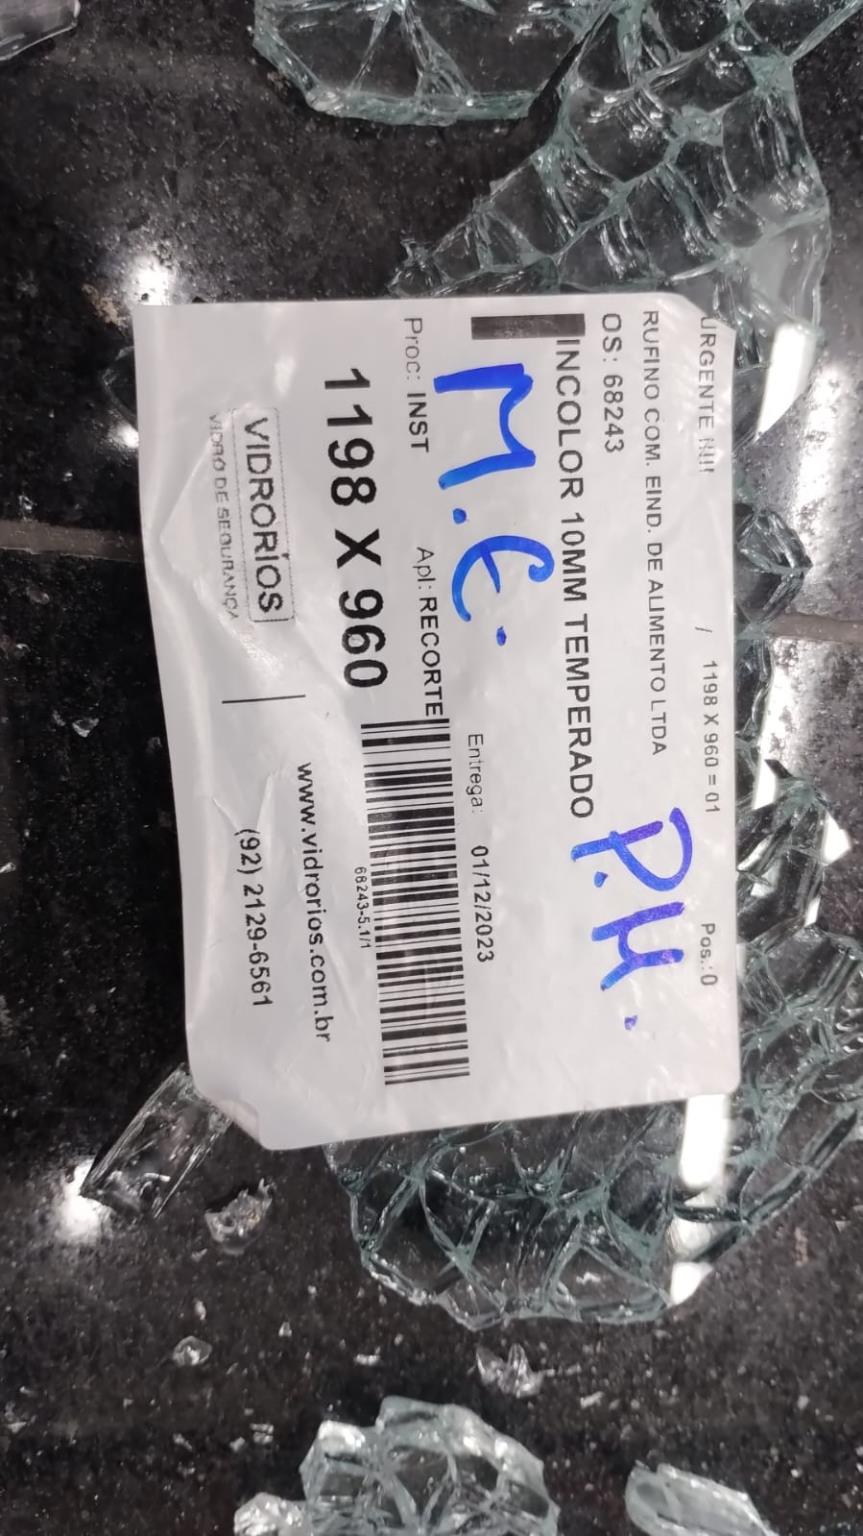 URGENTE !!!! / 1198 X 960 = 01 Pos.:0
RUFINO COM. EIND. DE ALIMENTO LTDA
OS: 68243
P.H.
INCOLOR 10MM TEMPERADO
M.E.
Entrega: 01/12/2023
Proc: INST Apl: RECORTE
1198 X 960
68243-5.1/1
VIDRORIOS
VIDRO DE SEGURANÇA
www.vidrorios.com.br
(92) 2129-6561